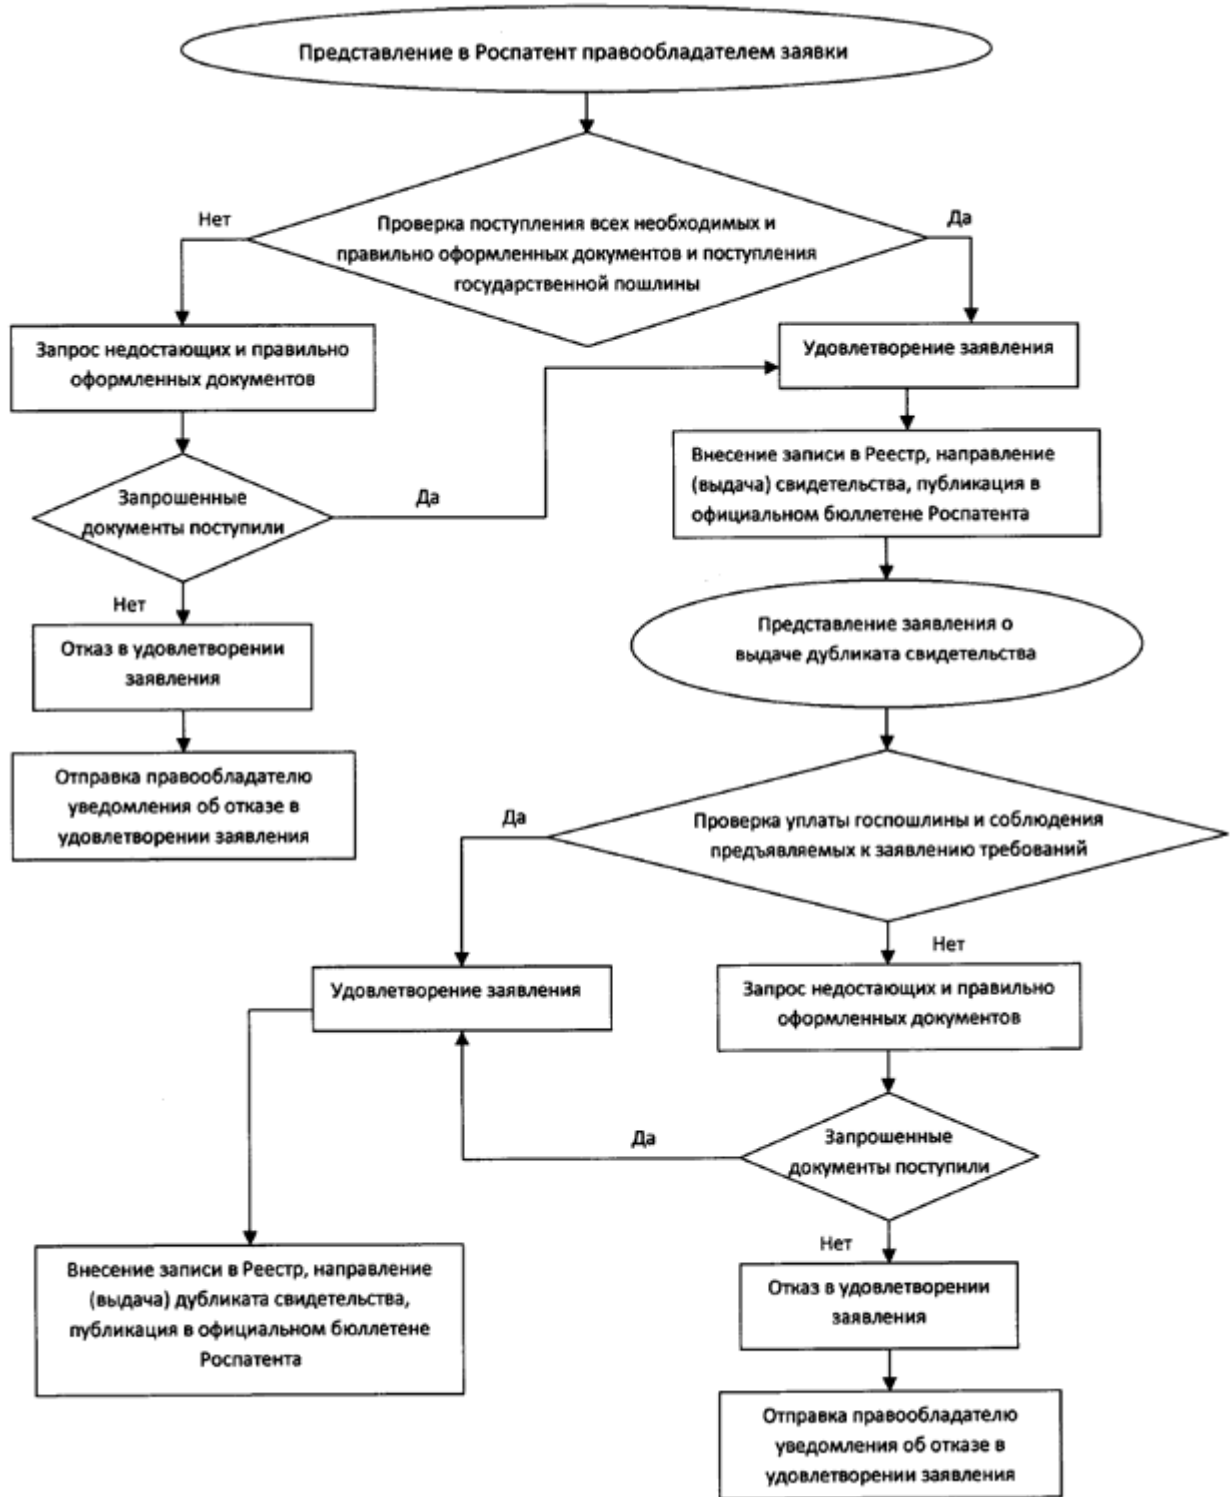 Представление в Роспатент правообладателем заявки
Нет
Да
Проверка поступления всех необходимых и
правильно оформленных документов и поступления
государственной пошлины
Запрос недостающих и правильно
оформленных документов
Удовлетворение заявления
Запрошенные
документы поступили
Да
Внесение записи в Реестр, направление
(выдача) свидетельства, публикация в
официальном бюллетене Роспатента
Нет
Отказ в удовлетворении
заявления
Представление заявления о
выдаче дубликата свидетельства
Отправка правообладателю
уведомления об отказе в
удовлетворении заявления
Да
Проверка уплаты госпошлины и соблюдения
предъявляемых к заявлению требований
Нет
Удовлетворение заявления
Запрос недостающих и правильно
оформленных документов
Да
Запрошенные
документы поступили
Нет
Внесение записи в Реестр, направление
(выдача) дубликата свидетельства,
публикация в официальном бюллетене
Роспатента
Отказ в удовлетворении
заявления
Отправка правообладателю
уведомления об отказе в
удовлетворении заявления